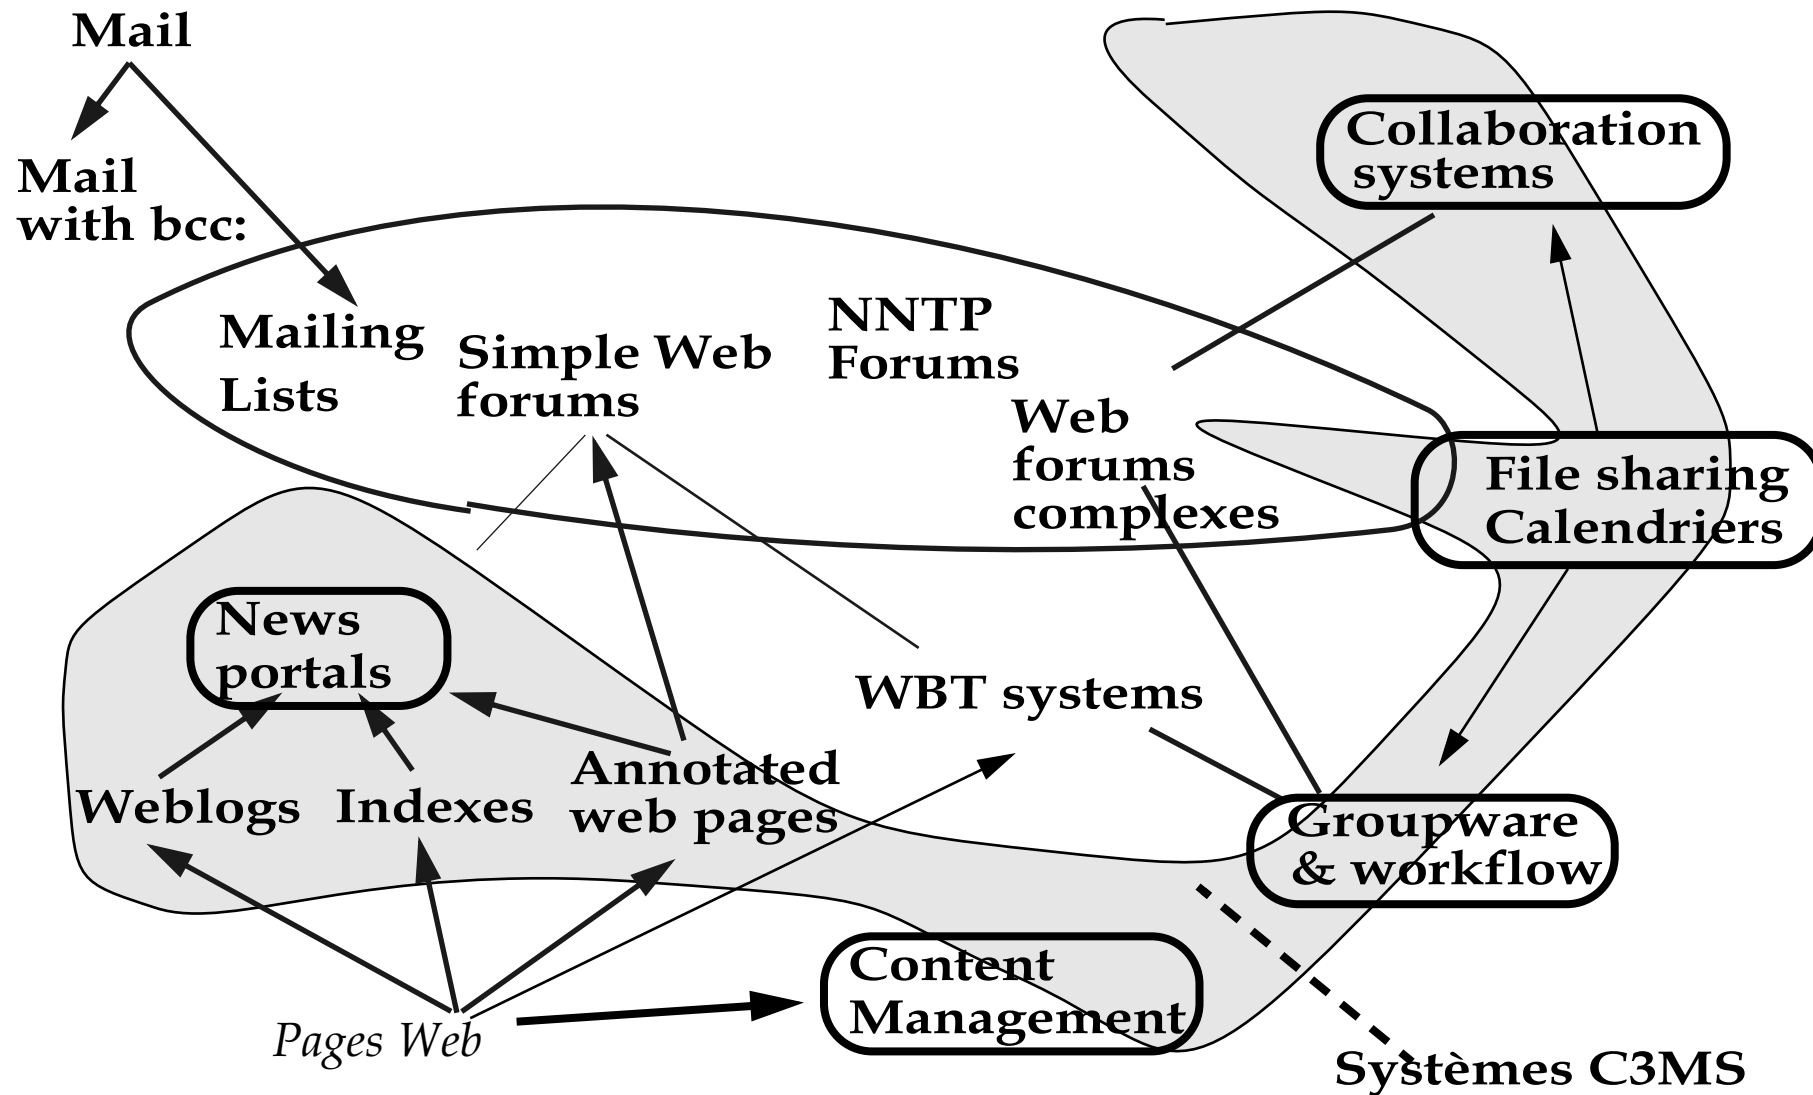 Mail
Mail
with bcc:
Collaboration
systems
Mailing
Lists
Simple Web
forums
NNTP
Forums
Web
forums
complexes
File sharing
Calendriers
News
portals
WBT systems
Weblogs
Indexes
Annotated
web pages
Groupware
& workflow
Content
Management
Pages Web
Systèmes C3MS